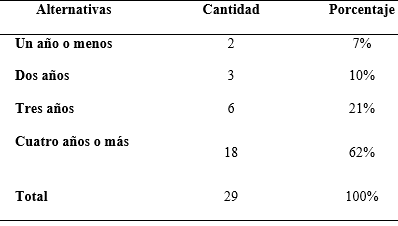 Alternativas Cantidad Porcentaje
Un año o menos 2 7%
Dos años 3 10%
Tres años 6 21%
Cuatro años o más 18 62%
Total 29 100%